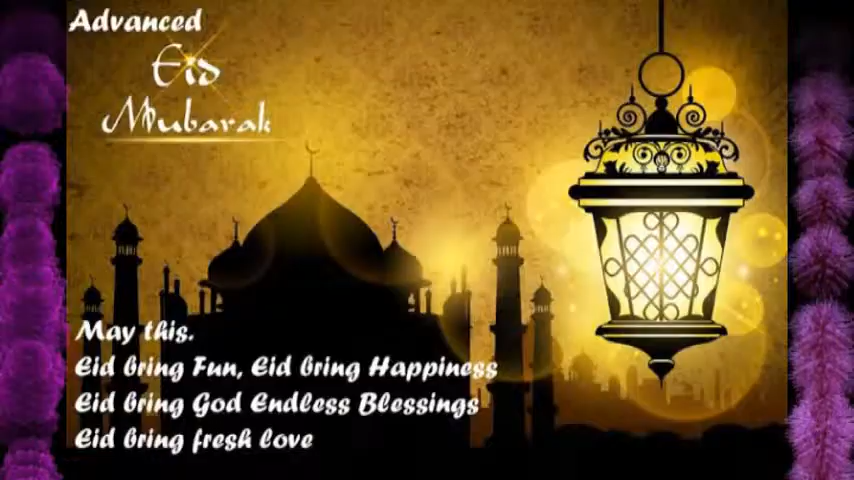 Advanced
Eid
Mubarak
May this.
Eid bring Fun, Eid bring Happiness
Eid bring God Endless Blessings
Eid bring fresh love